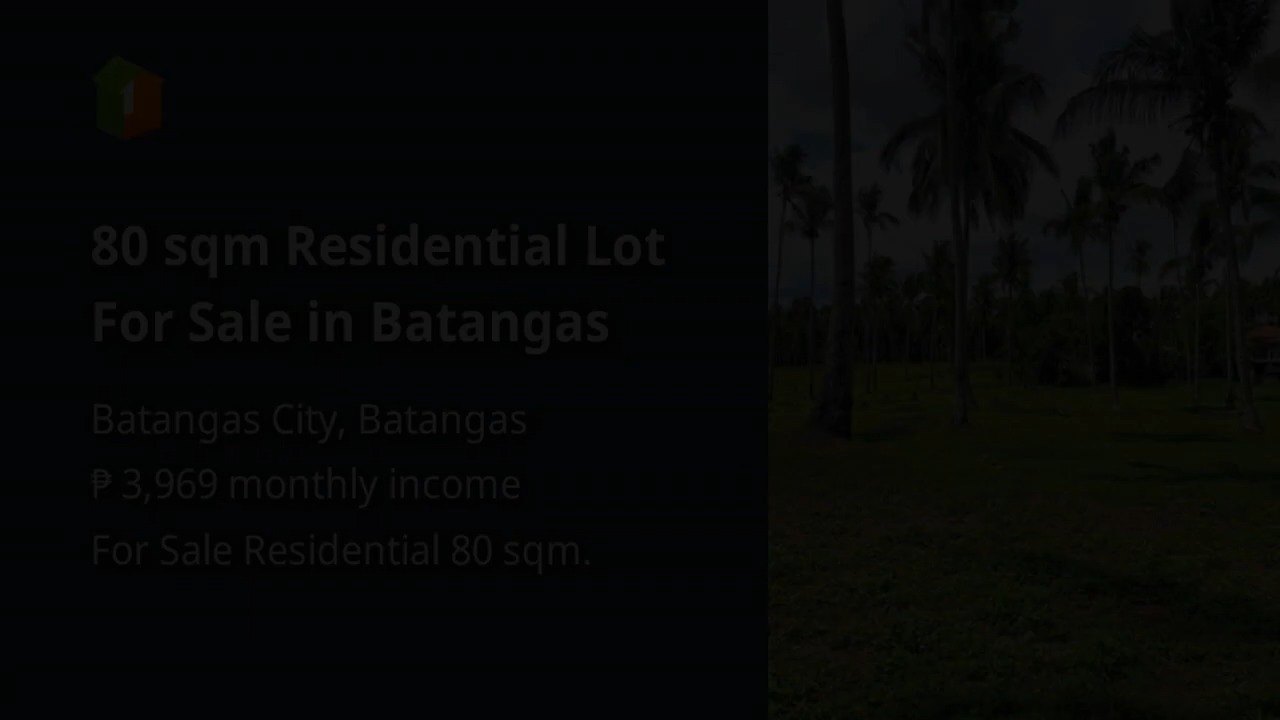 1
80 sqm Residential Lot
For Sale in Batangas
Batangas City, Batangas
₱ 3,969 monthly income
For Sale Residential 80 sqm.